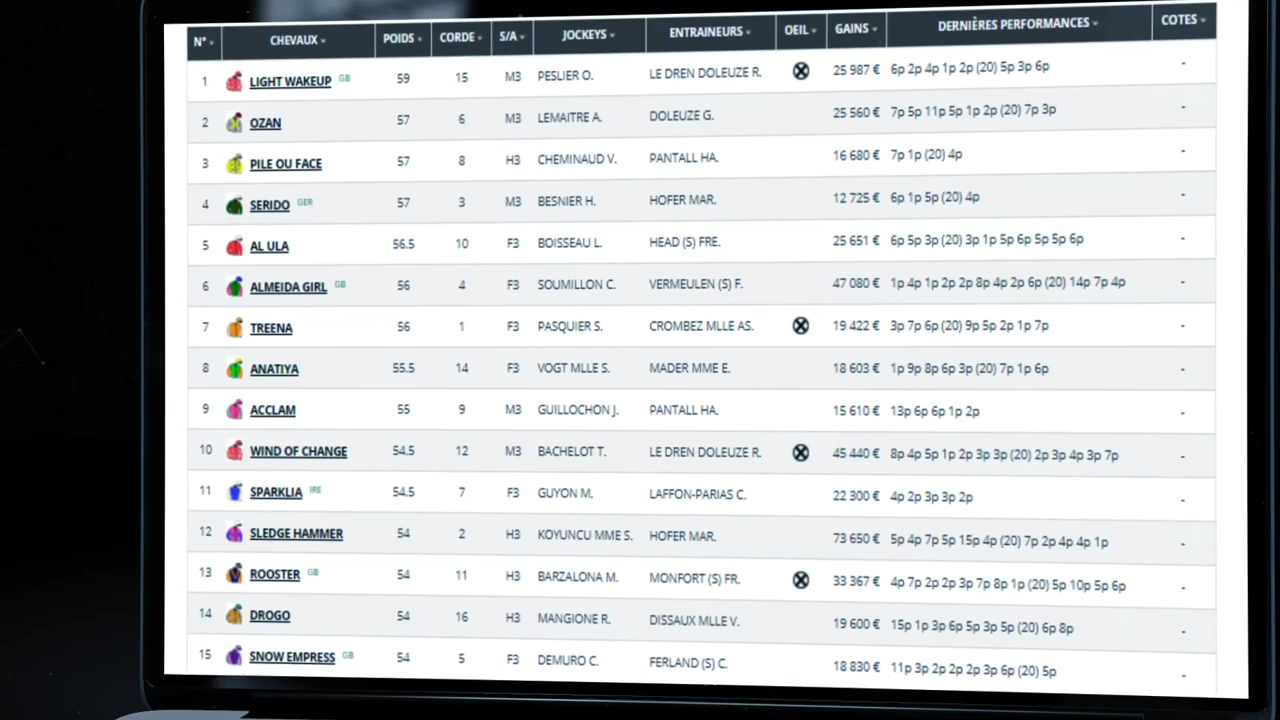 N° CHEVAUX POIDS CORDE S/A JOCKEYS ENTRAINEURS OEIL GAINS DERNIÈRES PERFORMANCES COTES
1 LIGHT WAKEUP GB 59 15 M3 PESLIER O. LE DREN DOLEUZE R. 25 987 € 6p 2p 4p 1p 2p (20) 5p 3p 6p -
2 OZAN 57 6 M3 LEMAITRE A. DOLEUZE G. 25 560 € 7p 5p 11p 5p 1p 2p (20) 7p 3p -
3 PILE OU FACE 57 8 H3 CHEMINAUD V. PANTALL HA. 16 680 € 7p 1p (20) 4p -
4 SERIDO GER 57 3 M3 BESNIER H. HOFER MAR. 12 725 € 6p 1p 5p (20) 4p -
5 AL ULA 56.5 10 F3 BOISSEAU L. HEAD (S) FRE. 25 651 € 6p 5p 3p (20) 3p 1p 5p 6p 5p 5p 6p -
6 ALMEIDA GIRL GB 56 4 F3 SOUMILLON C. VERMEULEN (S) F. 47 080 € 1p 4p 1p 2p 2p 8p 4p 2p 6p (20) 14p 7p 4p -
7 TREENA 56 1 F3 PASQUIER S. CROMBEZ MLLE AS. 19 422 € 3p 7p 6p (20) 9p 5p 2p 1p 7p -
8 ANATIYA 55.5 14 F3 VOGT MLLE S. MADER MME E. 18 603 € 1p 9p 8p 6p 3p (20) 7p 1p 6p -
9 ACCLAM 55 9 M3 GUILLOCHON J. PANTALL HA. 15 610 € 13p 6p 6p 1p 2p -
10 WIND OF CHANGE 54.5 12 M3 BACHELOT T. LE DREN DOLEUZE R. 45 440 € 8p 4p 5p 1p 2p 3p 3p (20) 2p 3p 4p 3p 7p -
11 SPARKLIA IRE 54.5 7 F3 GUYON M. LAFFON-PARIAS C. 22 300 € 4p 2p 3p 3p 2p -
12 SLEDGE HAMMER 54 2 H3 KOYUNCU MME S. HOFER MAR. 73 650 € 5p 4p 7p 5p 15p 4p (20) 7p 2p 4p 4p 1p -
13 ROOSTER GB 54 11 H3 BARZALONA M. MONFORT (S) FR. 33 367 € 4p 7p 2p 2p 3p 7p 8p 1p (20) 5p 10p 5p 6p -
14 DROGO 54 16 H3 MANGIONE R. DISSAUX MLLE V. 19 600 € 15p 1p 3p 6p 5p 3p 5p (20) 6p 8p -
15 SNOW EMPRESS GB 54 5 F3 DEMURO C. FERLAND (S) C. 18 830 € 11p 3p 2p 2p 2p 3p 6p (20) 5p -